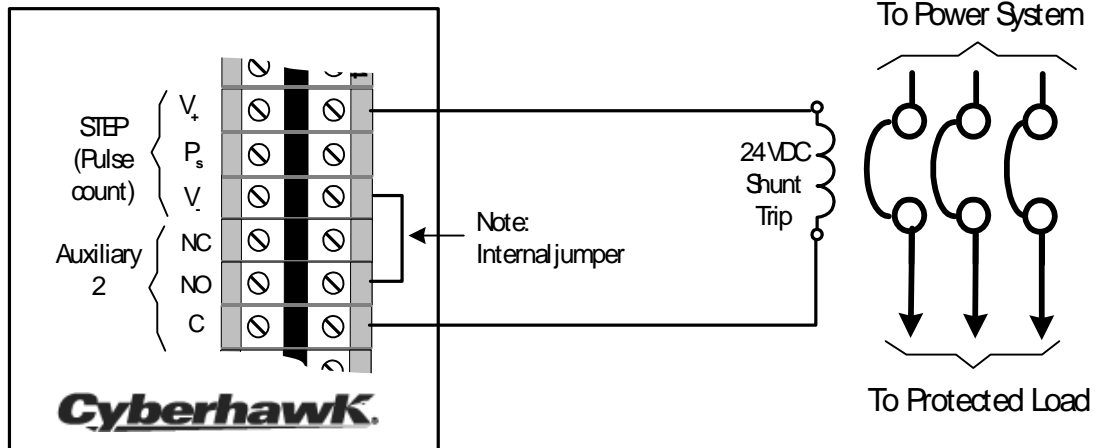 To Power System
STEP
(Pulse
count)
V+
Ps
V-
Auxiliary
2
NC
NO
C
Note:
Internal jumper
24 VDC
Shunt
Trip
Cyberhawk.
To Protected Load